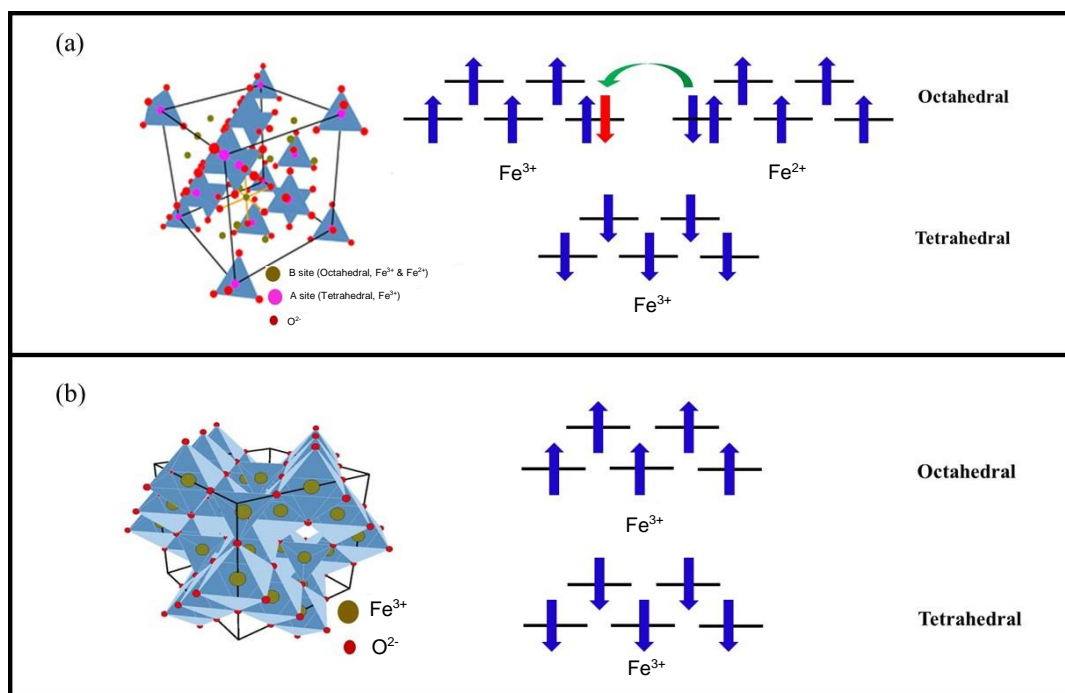 (a)
Octahedral
Fe³⁺
Fe²⁺
Tetrahedral
B site (Octahedral, Fe³⁺ & Fe²⁺)
A site (Tetrahedral, Fe³⁺)
Fe³⁺
O²⁻
(b)
Octahedral
Fe³⁺
Fe³⁺
O²⁻
Tetrahedral
Fe³⁺